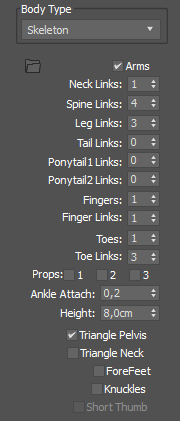 Body Type
Skeleton
Arms
Neck Links: 1
Spine Links: 4
Leg Links: 3
Tail Links: 0
Ponytail1 Links: 0
Ponytail2 Links: 0
Fingers: 1
Finger Links: 1
Toes: 1
Toe Links: 3
Props: 1 2 3
Ankle Attach: 0,2
Height: 8,0cm
Triangle Pelvis
Triangle Neck
ForeFeet
Knuckles
Short Thumb